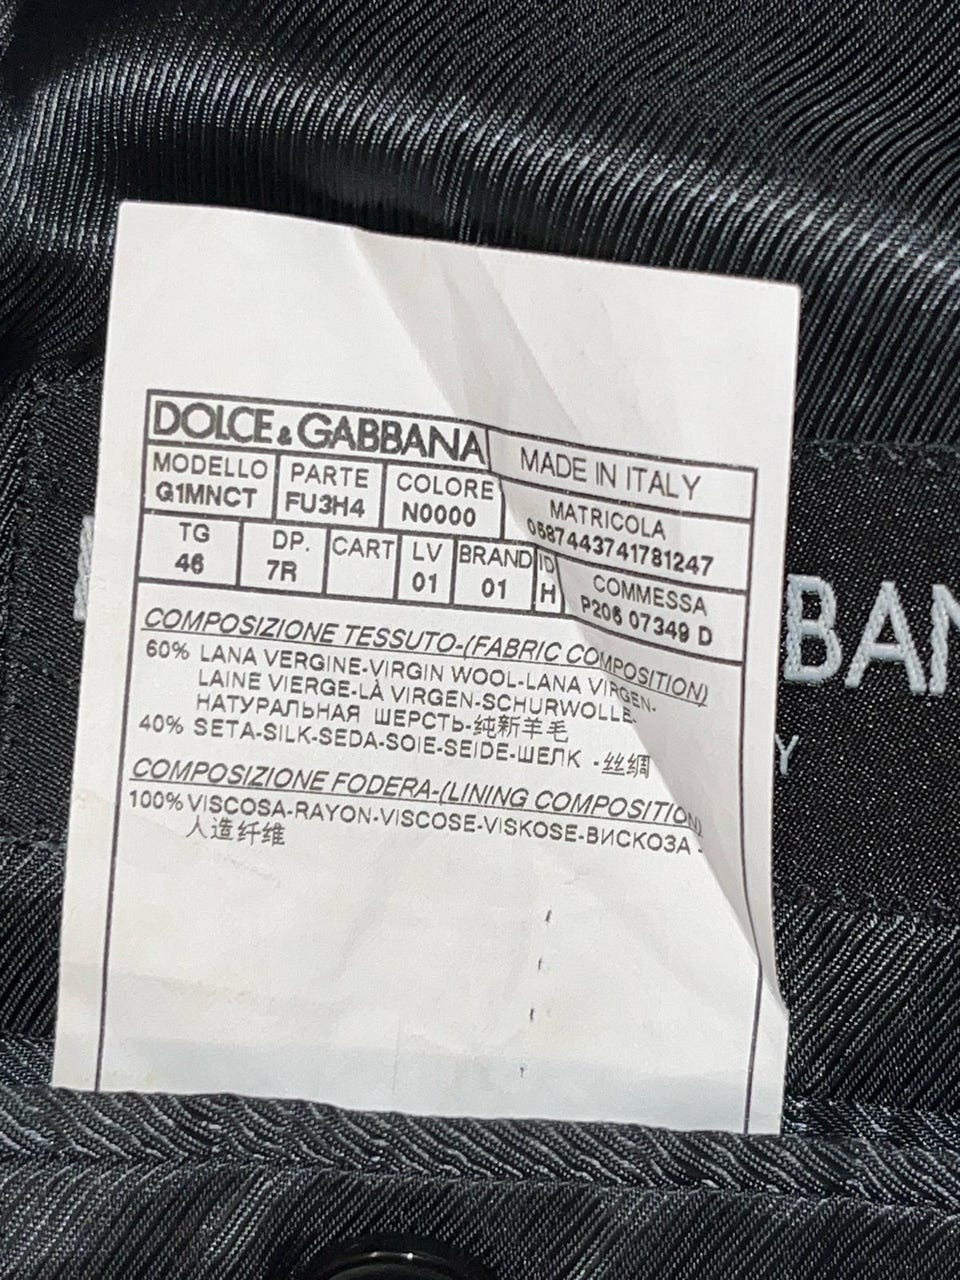 DOLCE & GABBANA
MADE IN ITALY
MODELLO
G1MNCT
PARTE
FU3H4
COLORE
N0000
MATRICOLA
0587443741781247
TG
46
DP.
7R
CART
LV
01
BRAND
01
ID
H
COMMESSA
P206 07349 D
COMPOSIZIONE TESSUTO-(FABRIC COMPOSITION)
60% LANA VERGINE-VIRGIN WOOL-LANA VIRGEN-
LAINE VIERGE-LÀ VIRGEN-SCHURWOLLE-
НАТУРАЛЬНАЯ ШЕРСТЬ-纯新羊毛
40% SETA-SILK-SEDA-SOIE-SEIDE-ШЕЛК -丝绸
COMPOSIZIONE FODERA-(LINING COMPOSITION)
100% VISCOSA-RAYON-VISCOSE-VISKOSE-ВИСКОЗА -
人造纤维
BAN
Y